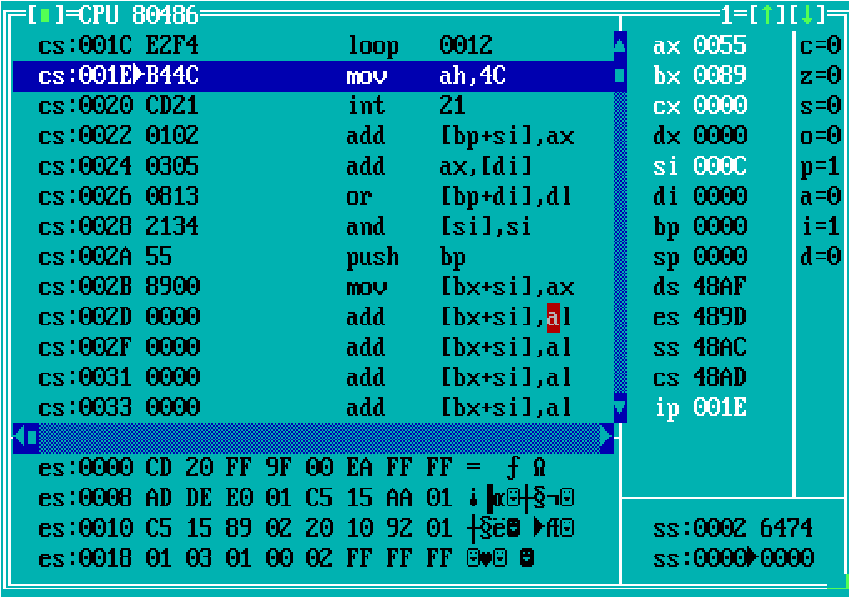 [■]=CPU 80486 1=[↑][↓]
cs:001C E2F4 loop 0012 ax 0055 c=0
cs:001E►B44C mov ah,4C bx 0089 z=0
cs:0020 CD21 int 21 cx 0000 s=0
cs:0022 0102 add [bp+si],ax dx 0000 o=0
cs:0024 0305 add ax,[di] si 000C p=1
cs:0026 0813 or [bp+di],dl di 0000 a=0
cs:0028 2134 and [si],si bp 0000 i=1
cs:002A 55 push bp sp 0000 d=0
cs:002B 8900 mov [bx+si],ax ds 48AF
cs:002D 0000 add [bx+si],al es 489D
cs:002F 0000 add [bx+si],al ss 48AC
cs:0031 0000 add [bx+si],al cs 48AD
cs:0033 0000 add [bx+si],al ip 001E
es:0000 CD 20 FF 9F 00 EA FF FF = ƒ Ω
es:0008 AD DE E0 01 C5 15 AA 01 ¡▐α☺┼§¬☺
es:0010 C5 15 89 02 20 10 92 01 ┼§ë☻ ►Æ☺ ss:0002 6474
es:0018 01 03 01 00 02 FF FF FF ☺♥☺ ☻ ss:0000►0000